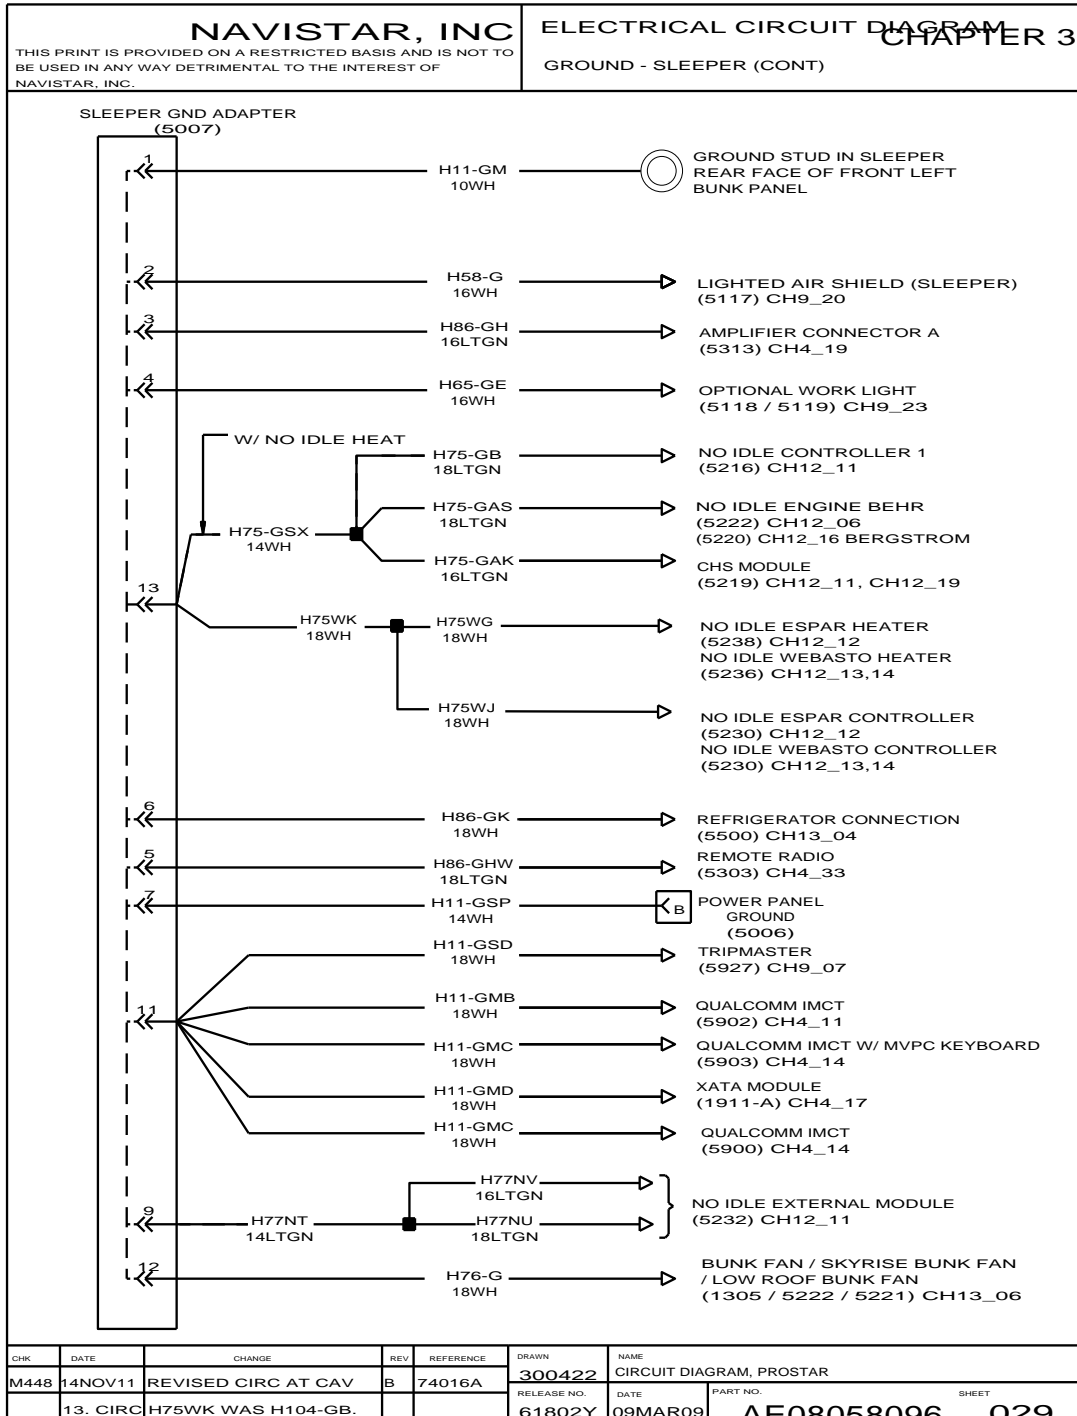 NAVISTAR, INC
THIS PRINT IS PROVIDED ON A RESTRICTED BASIS AND IS NOT TO
BE USED IN ANY WAY DETRIMENTAL TO THE INTEREST OF
NAVISTAR, INC.
ELECTRICAL CIRCUIT DIAGRAM
CHAPTER 3
GROUND - SLEEPER (CONT)
SLEEPER GND ADAPTER
(5007)
1
H11-GM
10WH
GROUND STUD IN SLEEPER
REAR FACE OF FRONT LEFT
BUNK PANEL
2
H58-G
16WH
LIGHTED AIR SHIELD (SLEEPER)
(5117) CH9_20
3
H86-GH
16LTGN
AMPLIFIER CONNECTOR A
(5313) CH4_19
4
H65-GE
16WH
OPTIONAL WORK LIGHT
(5118 / 5119) CH9_23
W/ NO IDLE HEAT
H75-GB
18LTGN
NO IDLE CONTROLLER 1
(5216) CH12_11
H75-GAS
18LTGN
NO IDLE ENGINE BEHR
(5222) CH12_06
(5220) CH12_16 BERGSTROM
H75-GSX
14WH
H75-GAK
16LTGN
CHS MODULE
(5219) CH12_11, CH12_19
13
H75WK
18WH
H75WG
18WH
NO IDLE ESPAR HEATER
(5238) CH12_12
NO IDLE WEBASTO HEATER
(5236) CH12_13,14
H75WJ
18WH
NO IDLE ESPAR CONTROLLER
(5230) CH12_12
NO IDLE WEBASTO CONTROLLER
(5230) CH12_13,14
6
H86-GK
18WH
REFRIGERATOR CONNECTION
(5500) CH13_04
5
H86-GHW
18LTGN
REMOTE RADIO
(5303) CH4_33
7
H11-GSP
14WH
B
POWER PANEL
GROUND
(5006)
H11-GSD
18WH
TRIPMASTER
(5927) CH9_07
11
H11-GMB
18WH
QUALCOMM IMCT
(5902) CH4_11
H11-GMC
18WH
QUALCOMM IMCT W/ MVPC KEYBOARD
(5903) CH4_14
H11-GMD
18WH
XATA MODULE
(1911-A) CH4_17
H11-GMC
18WH
QUALCOMM IMCT
(5900) CH4_14
H77NV
16LTGN
9
H77NT
14LTGN
H77NU
18LTGN
NO IDLE EXTERNAL MODULE
(5232) CH12_11
12
H76-G
18WH
BUNK FAN / SKYRISE BUNK FAN
/ LOW ROOF BUNK FAN
(1305 / 5222 / 5221) CH13_06
CHK DATE CHANGE REV REFERENCE
M448 14NOV11 REVISED CIRC AT CAV B 74016A
13. CIRC H75WK WAS H104-GB.
DRAWN
300422
NAME
CIRCUIT DIAGRAM, PROSTAR
RELEASE NO.
61802Y
DATE
09MAR09
PART NO.
AE08058096
SHEET
029